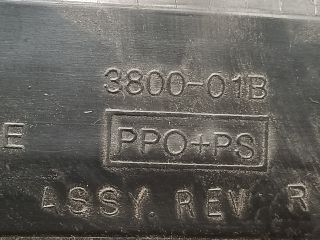 3800-01B
E PPO+PS
ASSY. REV. R